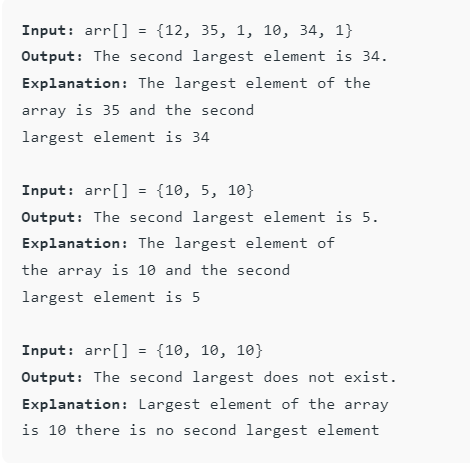 Input: arr[] = {12, 35, 1, 10, 34, 1}
Output: The second largest element is 34.
Explanation: The largest element of the
array is 35 and the second
largest element is 34
Input: arr[] = {10, 5, 10}
Output: The second largest element is 5.
Explanation: The largest element of
the array is 10 and the second
largest element is 5
Input: arr[] = {10, 10, 10}
Output: The second largest does not exist.
Explanation: Largest element of the array
is 10 there is no second largest element